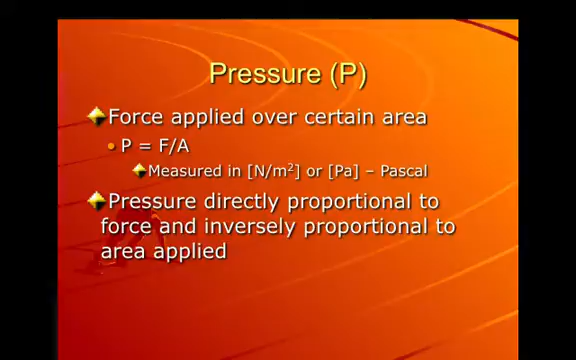 Pressure (P)
Force applied over certain area
P = F/A
Measured in [N/m²] or [Pa] – Pascal
Pressure directly proportional to
force and inversely proportional to
area applied